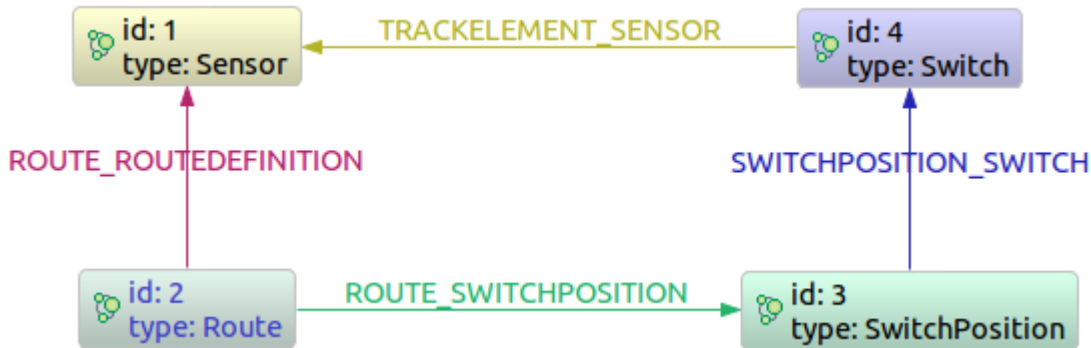 id: 1
type: Sensor
TRACKELEMENT_SENSOR
id: 4
type: Switch
ROUTE_ROUTEDEFINITION
SWITCHPOSITION_SWITCH
id: 2
type: Route
ROUTE_SWITCHPOSITION
id: 3
type: SwitchPosition